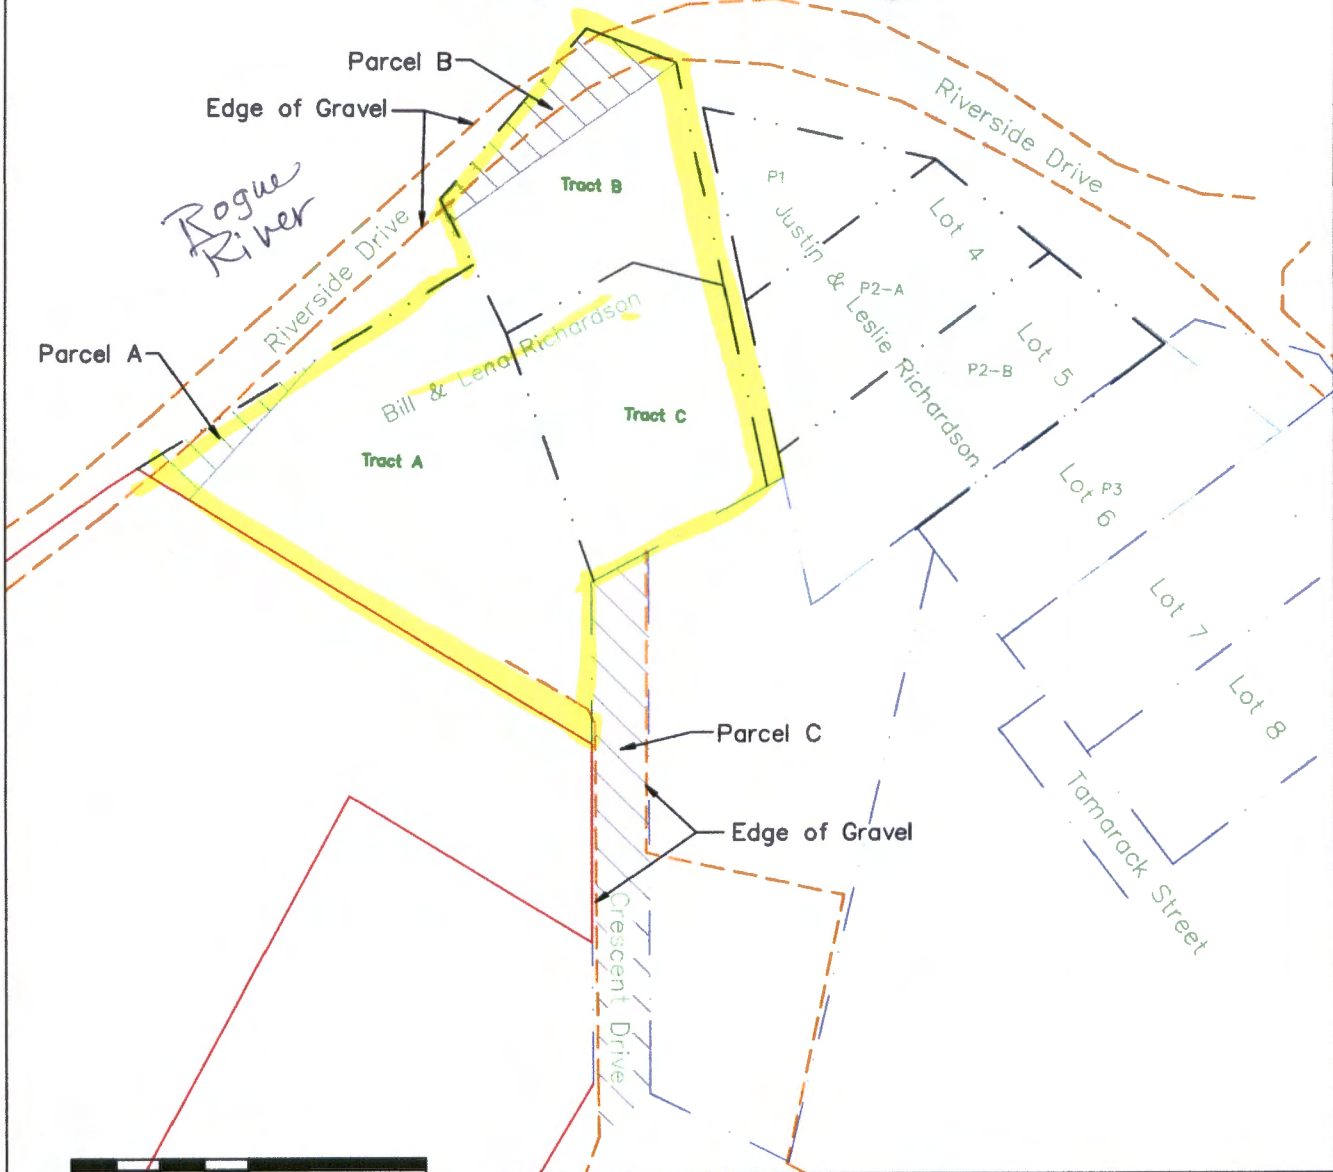 Parcel B
Edge of Gravel
Rogue
River
Riverside Drive
Riverside Drive
Tract B
P1
Lot 4
Justin & Leslie Richardson
P2-A
Parcel A
Bill & Lena Richardson
Lot 5
P2-B
Tract C
Tract A
Lot 6
P3
Lot 7
Lot 8
Parcel C
Edge of Gravel
Tamarack Street
Crescent Drive